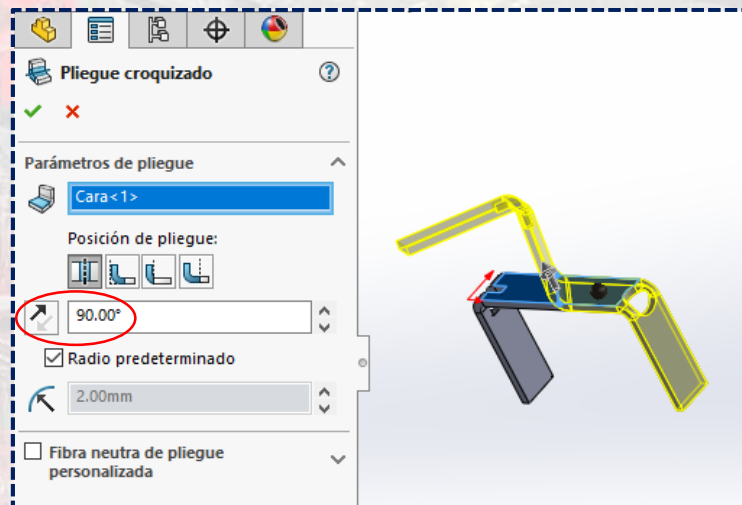 Pliegue croquizado
Parámetros de pliegue
Cara<1>
Posición de pliegue:
90.00°
Radio predeterminado
2.00mm
Fibra neutra de pliegue
personalizada